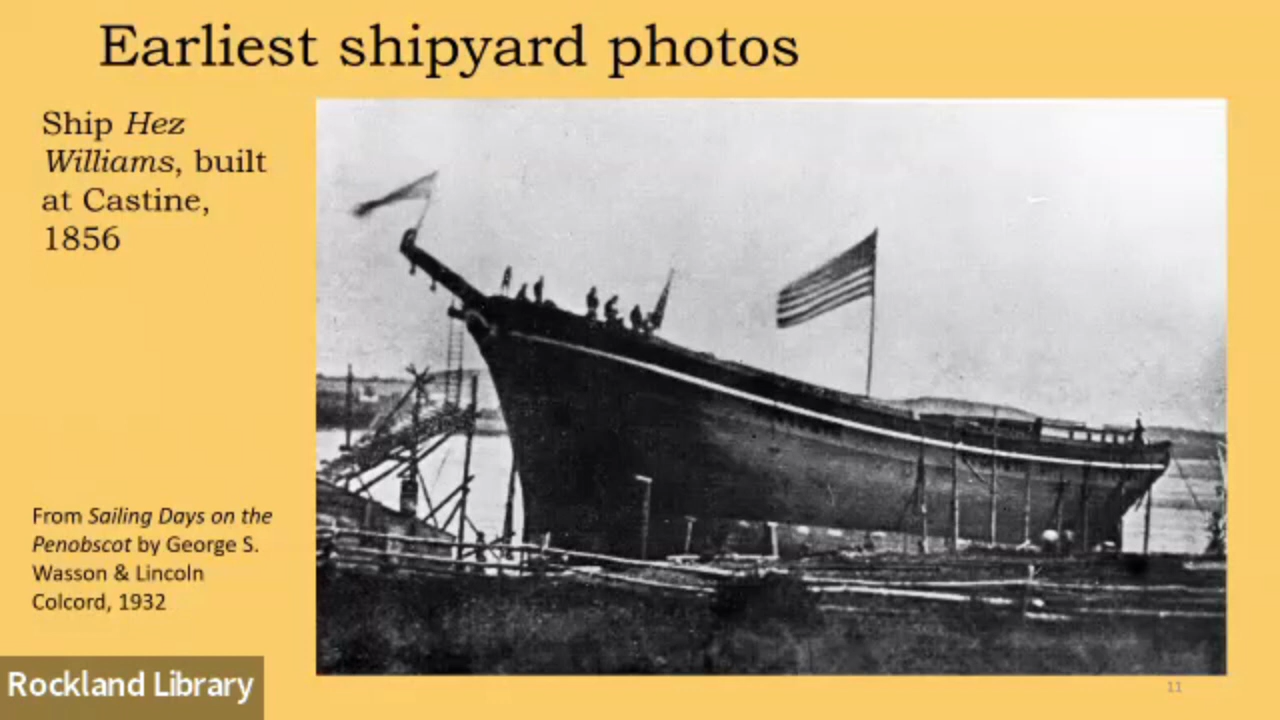 Earliest shipyard photos
Ship Hez
Williams, built
at Castine,
1856
From Sailing Days on the
Penobscot by George S.
Wasson & Lincoln
Colcord, 1932
Rockland Library
11